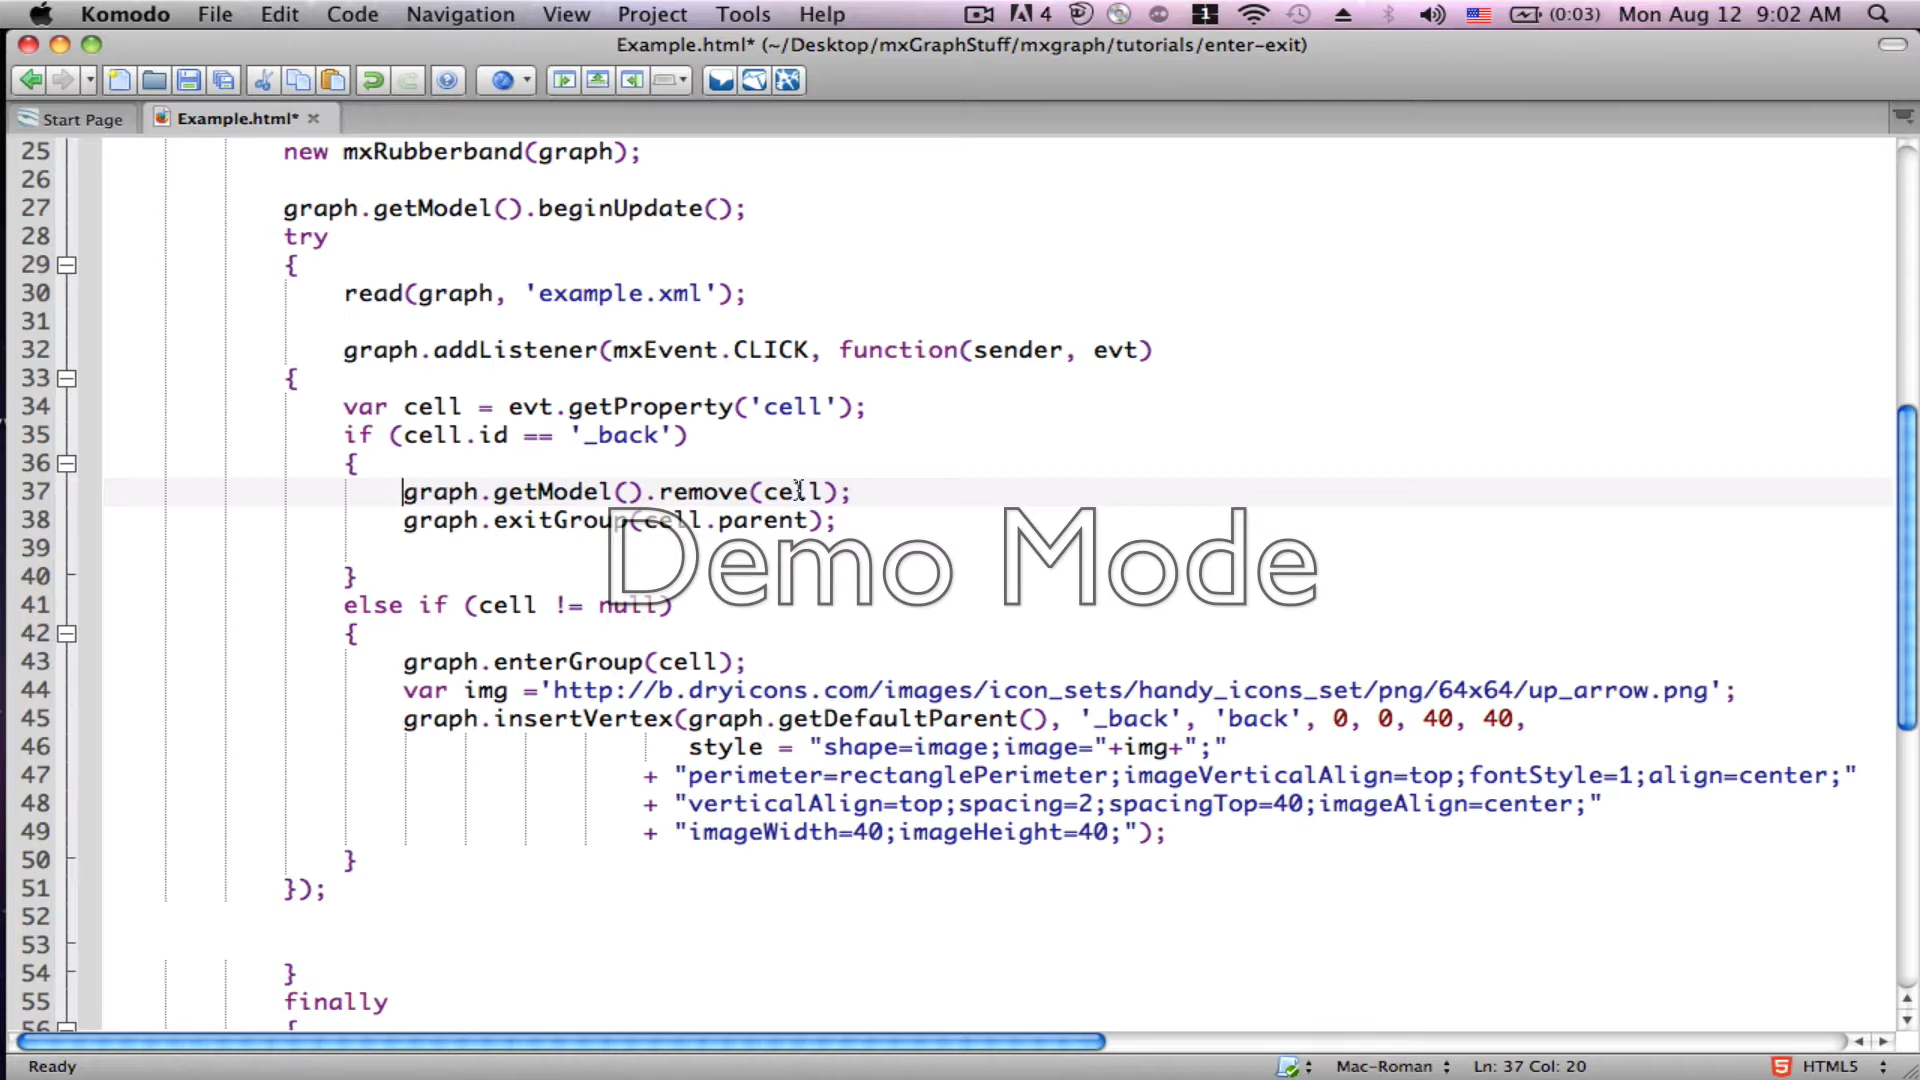 Komodo File Edit Code Navigation View Project Tools Help 4 1 (0:03) Mon Aug 12 9:02 AM
Example.html* (~/Desktop/mxGraphStuff/mxgraph/tutorials/enter-exit)
Start Page Example.html*
25 new mxRubberband(graph);
26
27 graph.getModel().beginUpdate();
28 try
29 {
30 read(graph, 'example.xml');
31
32 graph.addListener(mxEvent.CLICK, function(sender, evt)
33 {
34 var cell = evt.getProperty('cell');
35 if (cell.id == '_back')
36 {
37 graph.getModel().remove(cell);
38 graph.exitGroup(cell.parent);
39
Demo Mode
40 }
41 else if (cell != null)
42 {
43 graph.enterGroup(cell);
44 var img ='http://b.dryicons.com/images/icon_sets/handy_icons_set/png/64x64/up_arrow.png';
45 graph.insertVertex(graph.getDefaultParent(), '_back', 'back', 0, 0, 40, 40,
46 style = "shape=image;image="+img+";"
47 + "perimeter=rectanglePerimeter;imageVerticalAlign=top;fontStyle=1;align=center;"
48 + "verticalAlign=top;spacing=2;spacingTop=40;imageAlign=center;"
49 + "imageWidth=40;imageHeight=40;");
50 }
51 });
52
53
54 }
55 finally
56 {
Ready Mac-Roman Ln: 37 Col: 20 HTML5